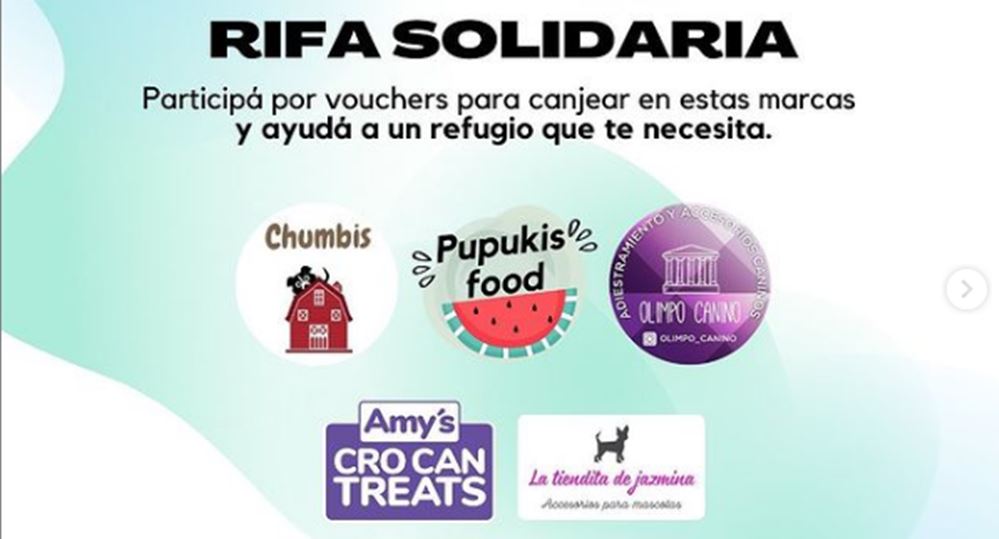 RIFA SOLIDARIA
Participá por vouchers para canjear en estas marcas
y ayudá a un refugio que te necesita.
Chumbis
Pupukis
food
ADIESTRAMIENTO Y ACCESORIOS CANINOS
OLIMPO CANINO
OLIMPO_CANINO
Amy's
CRO CAN
TREATS
La tiendita de jazmina
Accesorios para mascotas